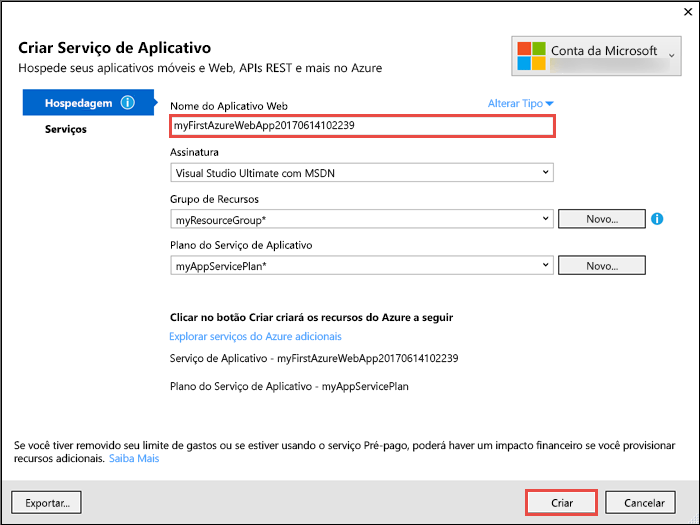 Criar Serviço de Aplicativo
Hospede seus aplicativos móveis e Web, APIs REST e mais no Azure
Conta da Microsoft
Hospedagem
Serviços
Nome do Aplicativo Web
Alterar Tipo
myFirstAzureWebApp20170614102239
Assinatura
Visual Studio Ultimate com MSDN
Grupo de Recursos
myResourceGroup*
Novo...
Plano do Serviço de Aplicativo
myAppServicePlan*
Novo...
Clicar no botão Criar criará os recursos do Azure a seguir
Explorar serviços do Azure adicionais
Serviço de Aplicativo - myFirstAzureWebApp20170614102239
Plano do Serviço de Aplicativo - myAppServicePlan
Se você tiver removido seu limite de gastos ou se estiver usando o serviço Pré-pago, poderá haver um impacto financeiro se você provisionar
recursos adicionais. Saiba Mais
Exportar...
Criar
Cancelar